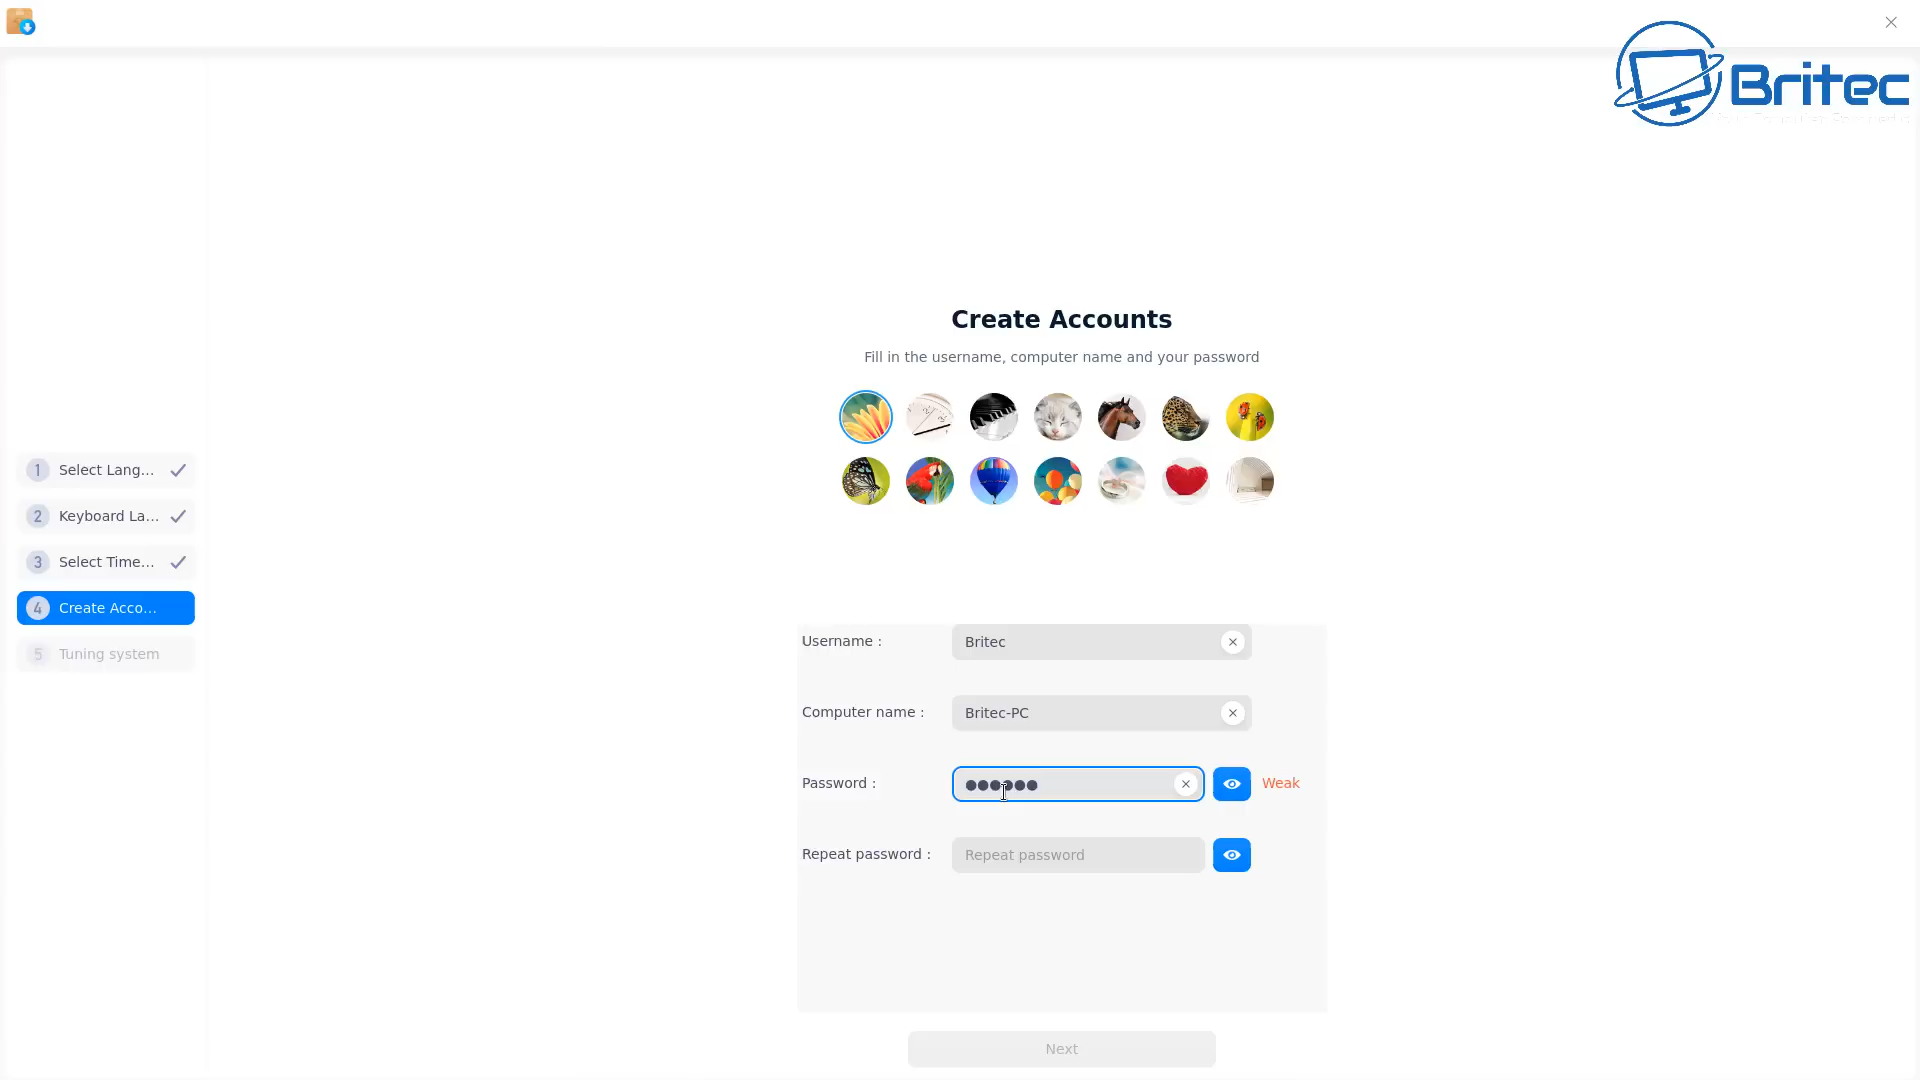 Britec
Create Accounts
Fill in the username, computer name and your password
1 Select Lang...
2 Keyboard La...
3 Select Time...
4 Create Acco...
5 Tuning system
Username :
Britec
Computer name :
Britec-PC
Password :
●●●●●●
Weak
Repeat password :
Repeat password
Next